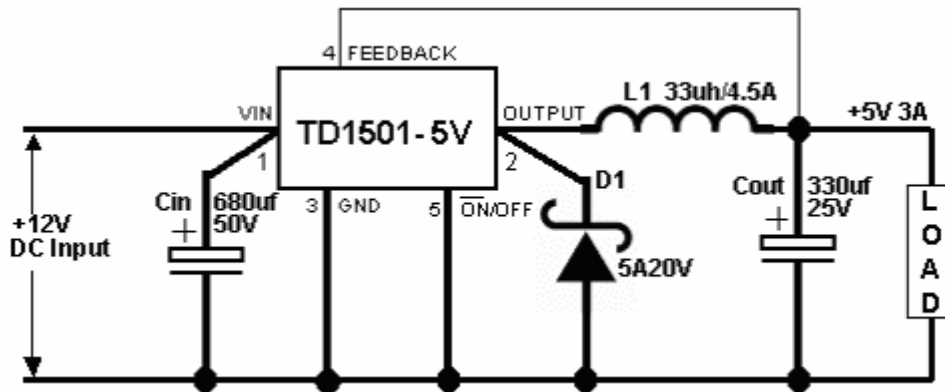 4 FEEDBACK
VIN
TD1501-5V
OUTPUT
L1 33uh/4.5A
+5V 3A
1
2
D1
Cin
680uf
50V
+
3
GND
5
ON/OFF
Cout
330uf
25V
+
+12V
DC Input
5A20V
L
O
A
D